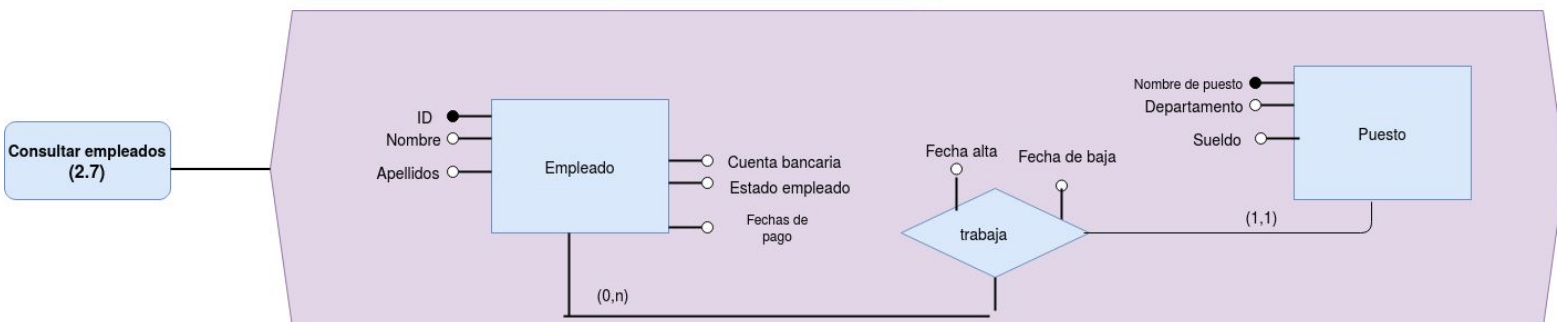 Consultar empleados
(2.7)
ID
Nombre
Apellidos
Empleado
Cuenta bancaria
Estado empleado
Fechas de
pago
(0,n)
Fecha alta
Fecha de baja
trabaja
(1,1)
Nombre de puesto
Departamento
Sueldo
Puesto